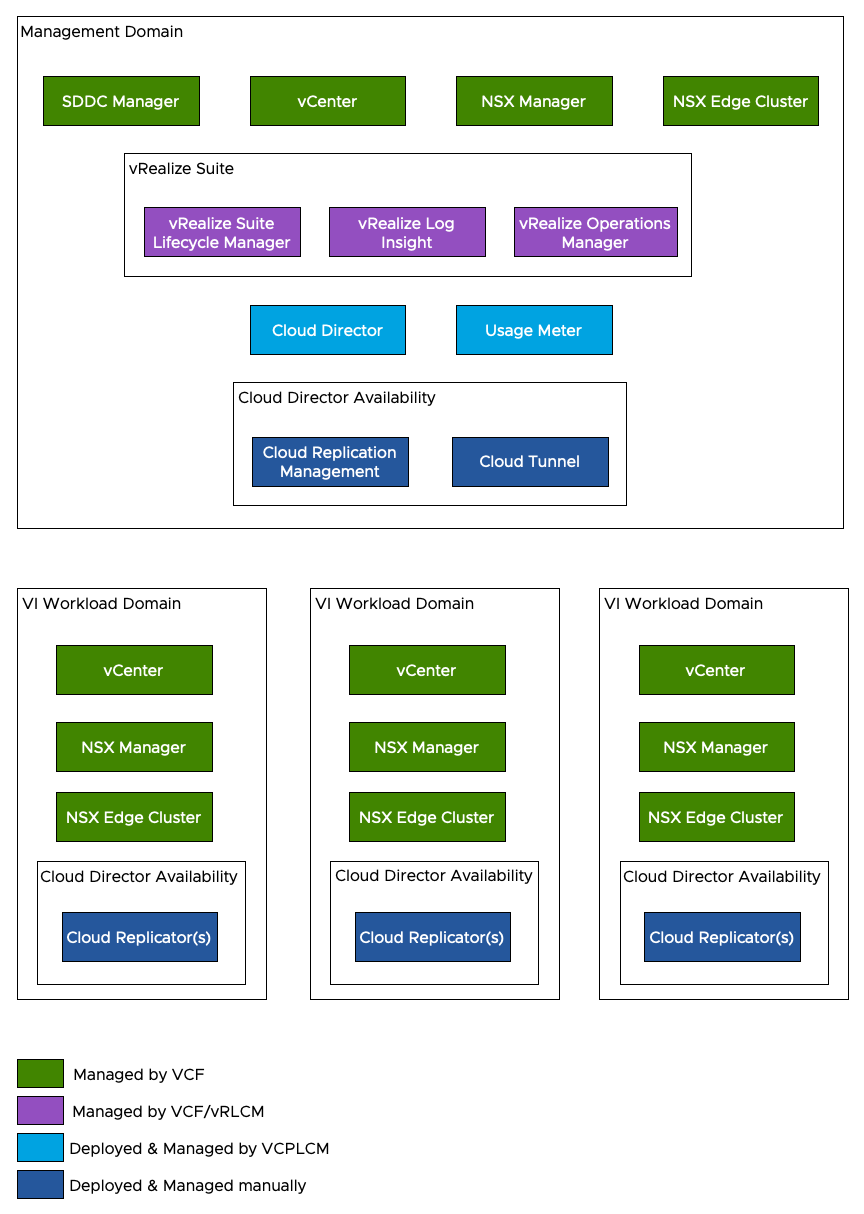 Management Domain
SDDC Manager
vCenter
NSX Manager
NSX Edge Cluster
vRealize Suite
vRealize Suite
Lifecycle Manager
vRealize Log
Insight
vRealize Operations
Manager
Cloud Director
Usage Meter
Cloud Director Availability
Cloud Replication
Management
Cloud Tunnel
VI Workload Domain
vCenter
NSX Manager
NSX Edge Cluster
Cloud Director Availability
Cloud Replicator(s)
VI Workload Domain
vCenter
NSX Manager
NSX Edge Cluster
Cloud Director Availability
Cloud Replicator(s)
VI Workload Domain
vCenter
NSX Manager
NSX Edge Cluster
Cloud Director Availability
Cloud Replicator(s)
Managed by VCF
Managed by VCF/vRLCM
Deployed & Managed by VCPLCM
Deployed & Managed manually